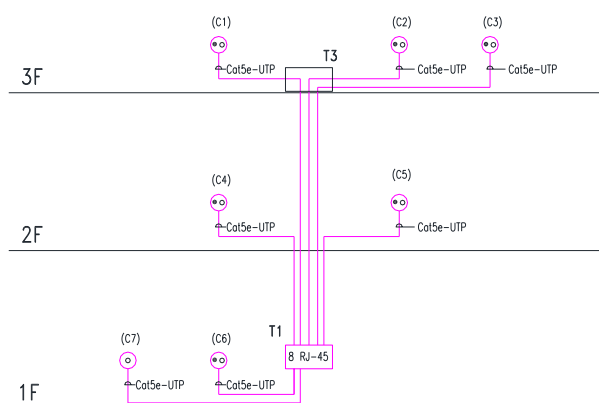 (C1)
(C2)
(C3)
T3
Cat5e-UTP
Cat5e-UTP
Cat5e-UTP
3F
(C4)
(C5)
Cat5e-UTP
Cat5e-UTP
2F
T1
(C7)
(C6)
8 RJ-45
Cat5e-UTP
Cat5e-UTP
1F